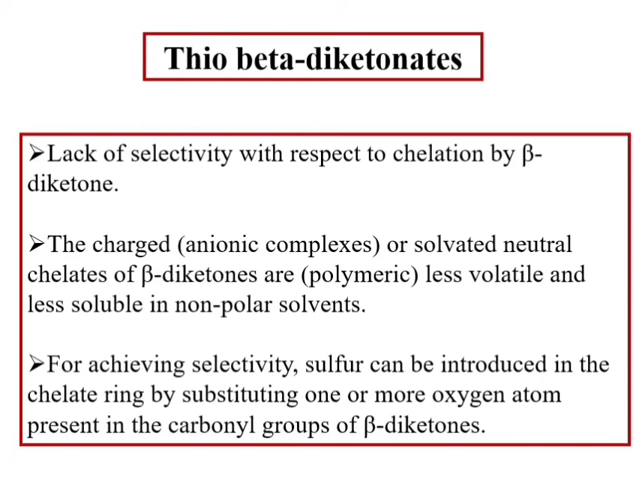 Thio beta-diketonates
➢Lack of selectivity with respect to chelation by β-
diketone.
➢The charged (anionic complexes) or solvated neutral
chelates of β-diketones are (polymeric) less volatile and
less soluble in non-polar solvents.
➢For achieving selectivity, sulfur can be introduced in the
chelate ring by substituting one or more oxygen atom
present in the carbonyl groups of β-diketones.